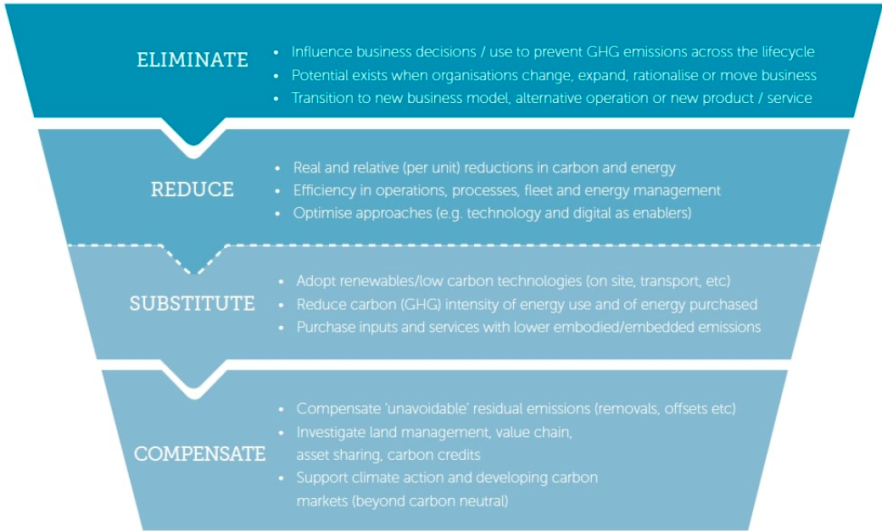 ELIMINATE
• Influence business decisions / use to prevent GHG emissions across the lifecycle
• Potential exists when organisations change, expand, rationalise or move business
• Transition to new business model, alternative operation or new product / service
REDUCE
• Real and relative (per unit) reductions in carbon and energy
• Efficiency in operations, processes, fleet and energy management
• Optimise approaches (e.g. technology and digital as enablers)
SUBSTITUTE
• Adopt renewables/low carbon technologies (on site, transport, etc)
• Reduce carbon (GHG) intensity of energy use and of energy purchased
• Purchase inputs and services with lower embodied/embedded emissions
COMPENSATE
• Compensate ‘unavoidable’ residual emissions (removals, offsets etc)
• Investigate land management, value chain,
asset sharing, carbon credits
• Support climate action and developing carbon
markets (beyond carbon neutral)